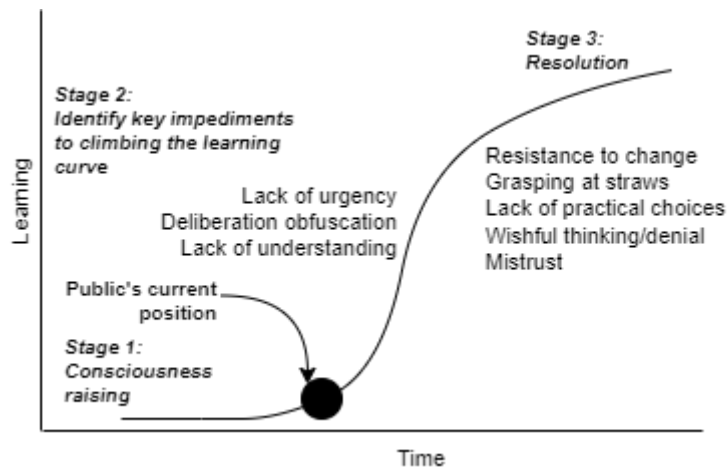 Stage 3:
Resolution
Stage 2:
Identify key impediments
to climbing the learning
curve
Resistance to change
Grasping at straws
Lack of practical choices
Wishful thinking/denial
Mistrust
Lack of urgency
Deliberation obfuscation
Lack of understanding
Public's current
position
Stage 1:
Consciousness
raising
Learning
Time